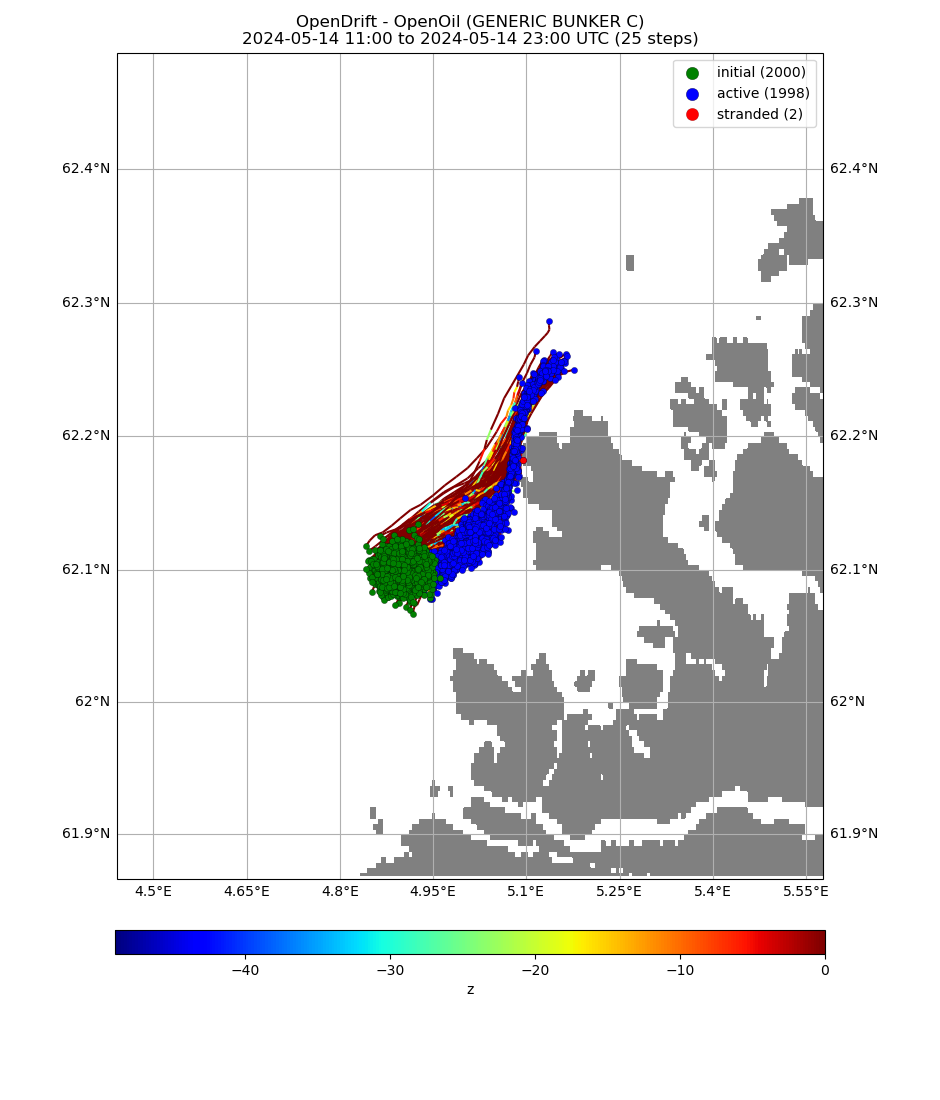 OpenDrift - OpenOil (GENERIC BUNKER C)
2024-05-14 11:00 to 2024-05-14 23:00 UTC (25 steps)
initial (2000)
active (1998)
stranded (2)
62.4°N 62.4°N
62.3°N 62.3°N
62.2°N 62.2°N
62.1°N 62.1°N
62°N 62°N
61.9°N 61.9°N
4.5°E 4.65°E 4.8°E 4.95°E 5.1°E 5.25°E 5.4°E 5.55°E
−40 −30 −20 −10 0
z